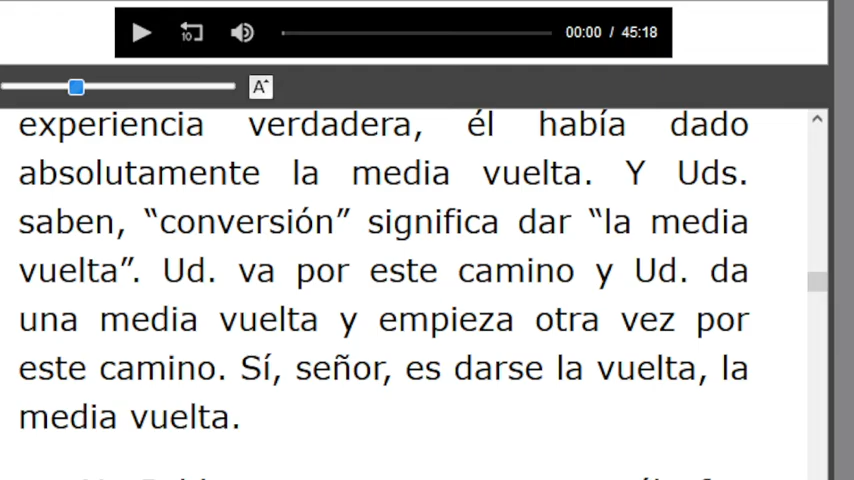 10
00:00 / 45:18
A
experiencia verdadera, él había dado
absolutamente la media vuelta. Y Uds.
saben, “conversión” significa dar “la media
vuelta”. Ud. va por este camino y Ud. da
una media vuelta y empieza otra vez por
este camino. Sí, señor, es darse la vuelta, la
media vuelta.